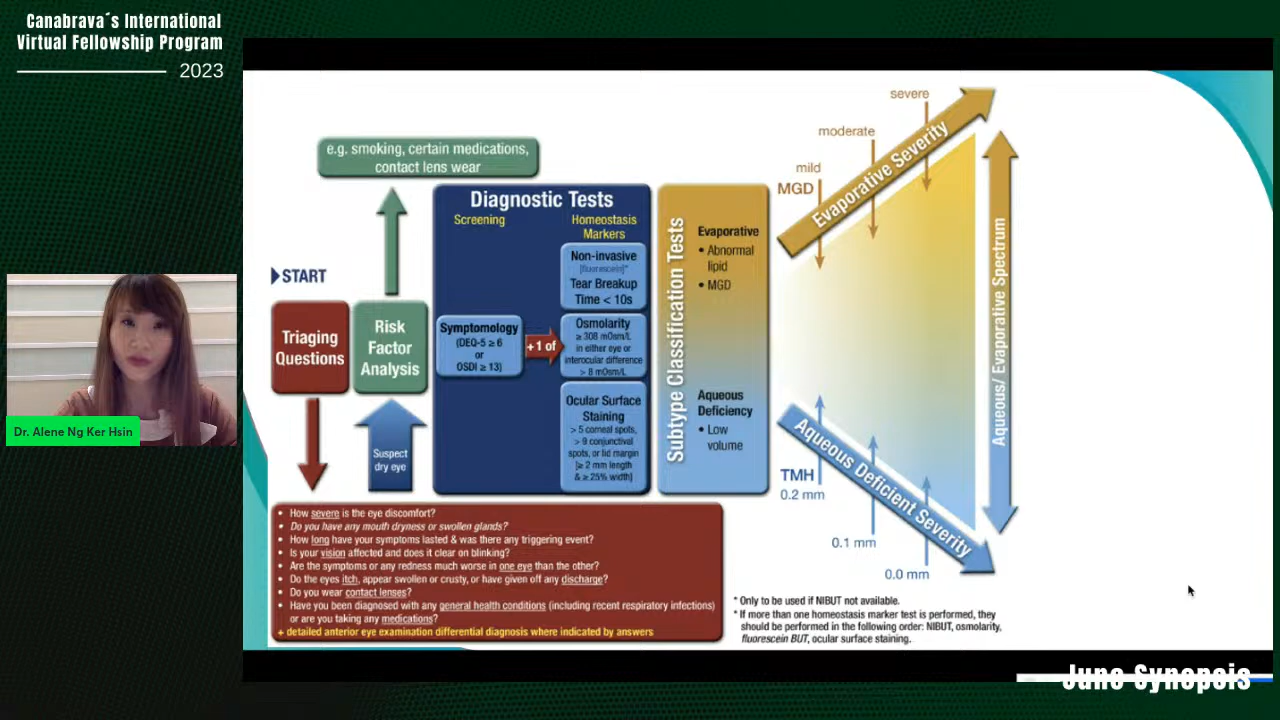 Canabrava´s International
Virtual Fellowship Program
2023
Dr. Alene Ng Ker Hsin
e.g. smoking, certain medications,
contact lens wear
START
Triaging
Questions
Risk
Factor
Analysis
Suspect
dry eye
Diagnostic Tests
Screening
Homeostasis
Markers
Symptomology
(DEQ-5 ≥ 6
or
OSDI ≥ 13)
+1 of
Non-invasive
[fluorescein]*
Tear Breakup
Time < 10s
Osmolarity
≥ 308 mOsm/L
in either eye or
interocular difference
> 8 mOsm/L
Ocular Surface
Staining
> 5 corneal spots,
> 9 conjunctival
spots, or lid margin
[≥ 2 mm length
& ≥ 25% width]
Subtype Classification Tests
Evaporative
• Abnormal
lipid
• MGD
Aqueous
Deficiency
• Low
volume
severe
moderate
mild
MGD
Evaporative Severity
Aqueous/ Evaporative Spectrum
Aqueous Deficient Severity
TMH
0.2 mm
0.1 mm
0.0 mm
• How severe is the eye discomfort?
• Do you have any mouth dryness or swollen glands?
• How long have your symptoms lasted & was there any triggering event?
• Is your vision affected and does it clear on blinking?
• Are the symptoms or any redness much worse in one eye than the other?
• Do the eyes itch, appear swollen or crusty, or have given off any discharge?
• Do you wear contact lenses?
• Have you been diagnosed with any general health conditions (including recent respiratory infections)
or are you taking any medications?
+ detailed anterior eye examination differential diagnosis where indicated by answers
* Only to be used if NIBUT not available.
* If more than one homeostasis marker test is performed, they
should be performed in the following order: NIBUT, osmolarity,
fluorescein BUT, ocular surface staining.
June Synopsis